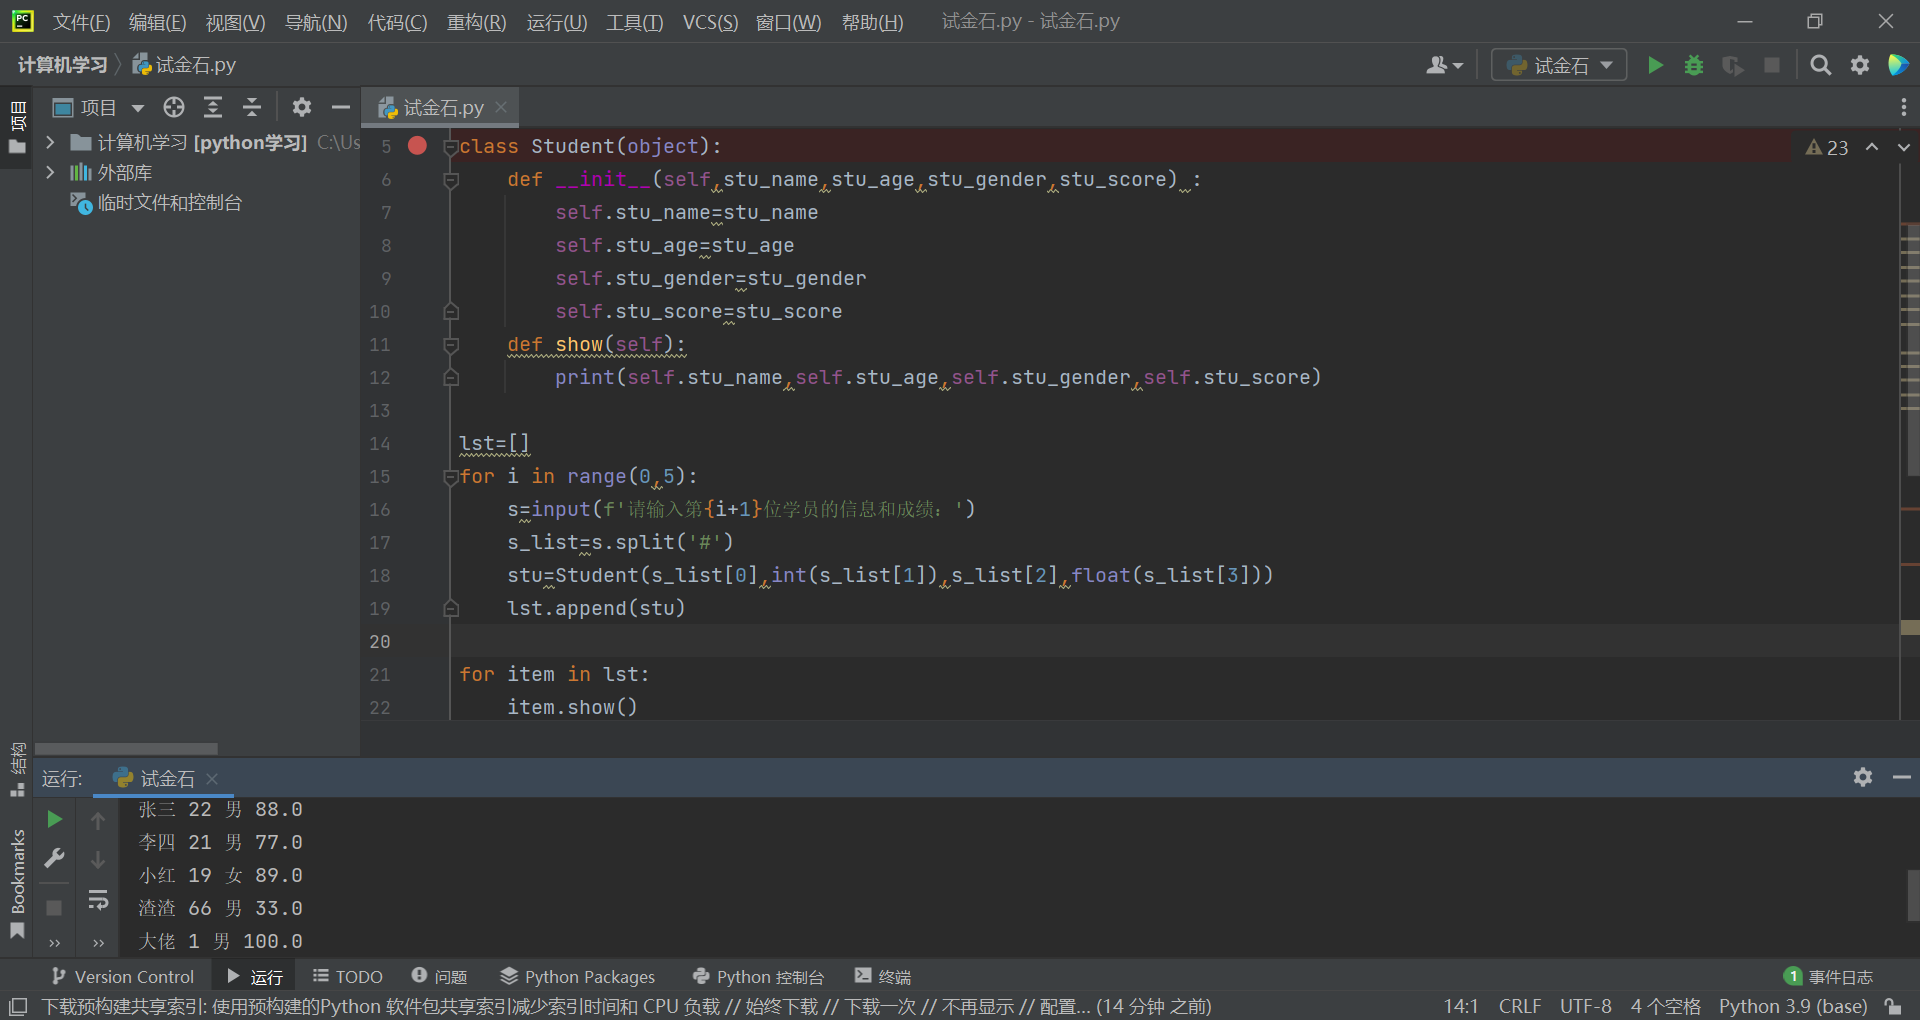 文件(F) 编辑(E) 视图(V) 导航(N) 代码(C) 重构(R) 运行(U) 工具(T) VCS(S) 窗口(W) 帮助(H) 试金石.py - 试金石.py
计算机学习 试金石.py 试金石
项目 项目 试金石.py
计算机学习 [python学习] C:\Us
外部库
临时文件和控制台
5 class Student(object):
6 def __init__(self,stu_name,stu_age,stu_gender,stu_score) :
7 self.stu_name=stu_name
8 self.stu_age=stu_age
9 self.stu_gender=stu_gender
10 self.stu_score=stu_score
11 def show(self):
12 print(self.stu_name,self.stu_age,self.stu_gender,self.stu_score)
13
14 lst=[]
15 for i in range(0,5):
16 s=input(f'请输入第{i+1}位学员的信息和成绩：')
17 s_list=s.split('#')
18 stu=Student(s_list[0],int(s_list[1]),s_list[2],float(s_list[3]))
19 lst.append(stu)
20
21 for item in lst:
22 item.show()
23
结构
Bookmarks
运行: 试金石
张三 22 男 88.0
李四 21 男 77.0
小红 19 女 89.0
渣渣 66 男 33.0
大佬 1 男 100.0
Version Control 运行 TODO 问题 Python Packages Python 控制台 终端 1 事件日志
下载预构建共享索引: 使用预构建的Python 软件包共享索引减少索引时间和 CPU 负载 // 始终下载 // 下载一次 // 不再显示 // 配置... (14 分钟 之前) 14:1 CRLF UTF-8 4 个空格 Python 3.9 (base)